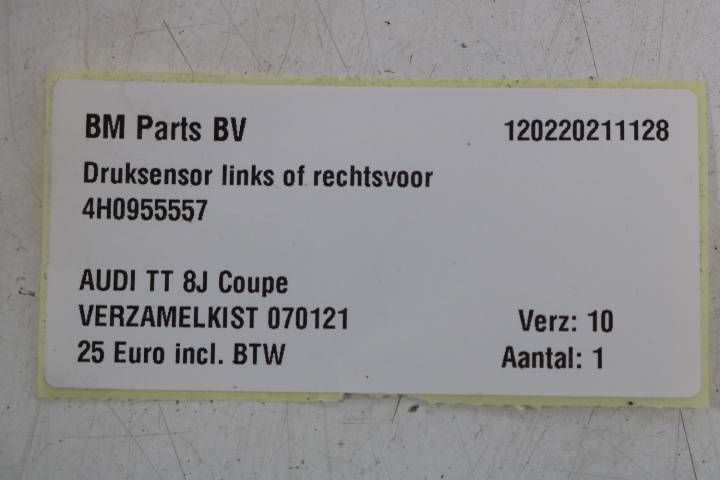 BM Parts BV 120220211128
Druksensor links of rechtsvoor
4H0955557
AUDI TT 8J Coupe
VERZAMELKIST 070121 Verz: 10
25 Euro incl. BTW Aantal: 1